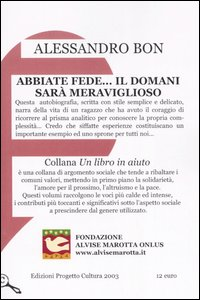 ALESSANDRO BON
ABBIATE FEDE... IL DOMANI
SARÀ MERAVIGLIOSO
Questa autobiografia, scritta con stile semplice e delicato,
narra della vita di un ragazzo che ha avuto il coraggio di
ricorrere al prisma analitico per conoscere la propria com-
plessità... Credo che siffatte esperienze costituiscano un
importante esempio ed uno sprone per tutti noi...
Collana Un libro in aiuto
è una collana di argomento sociale che tende a ribaltare i
comuni valori, mettendo in primo piano la solidarietà,
l'amore per il prossimo, l'altruismo e la pace.
Questi volumi raccolgono le voci più calde ed intense,
i contributi più toccanti e significativi sotto l'aspetto sociale
a prescindere dal genere utilizzato.
FONDAZIONE
ALVISE MAROTTA ONLUS
www.alvisemarotta.it
Edizioni Progetto Cultura 2003
12 euro